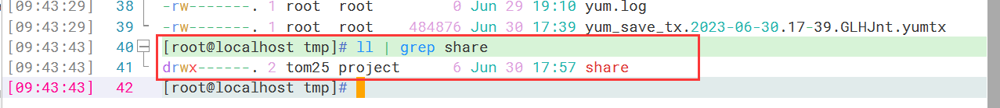 [09:43:29] 38 -rw-------. 1 root root 0 Jun 29 19:10 yum.log
[09:43:29] 39 -rw-------. 1 root root 484876 Jun 30 17:39 yum_save_tx.2023-06-30.17-39.GLHJnt.yumtx
[09:43:43] 40 [root@localhost tmp]# ll | grep share
[09:43:43] 41 drwx------. 2 tom25 project 6 Jun 30 17:57 share
[09:43:43] 42 [root@localhost tmp]#